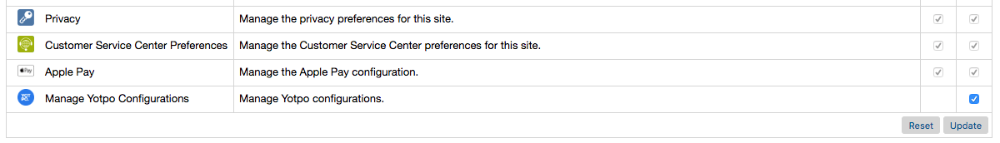 Privacy Manage the privacy preferences for this site.
Customer Service Center Preferences Manage the Customer Service Center preferences for this site.
Pay Apple Pay Manage the Apple Pay configuration.
Manage Yotpo Configurations Manage Yotpo configurations.
Reset Update